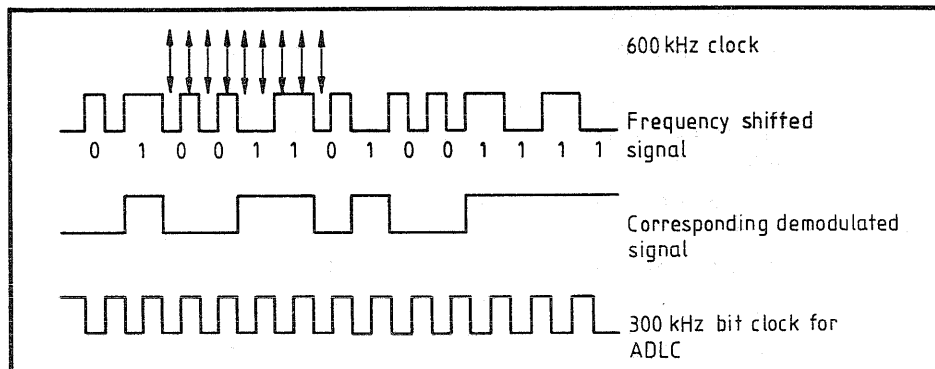 600 kHz clock
Frequency shifted
signal
0 1 0 0 1 1 0 1 0 0 1 1 1 1
Corresponding demodulated
signal
300 kHz bit clock for
ADLC